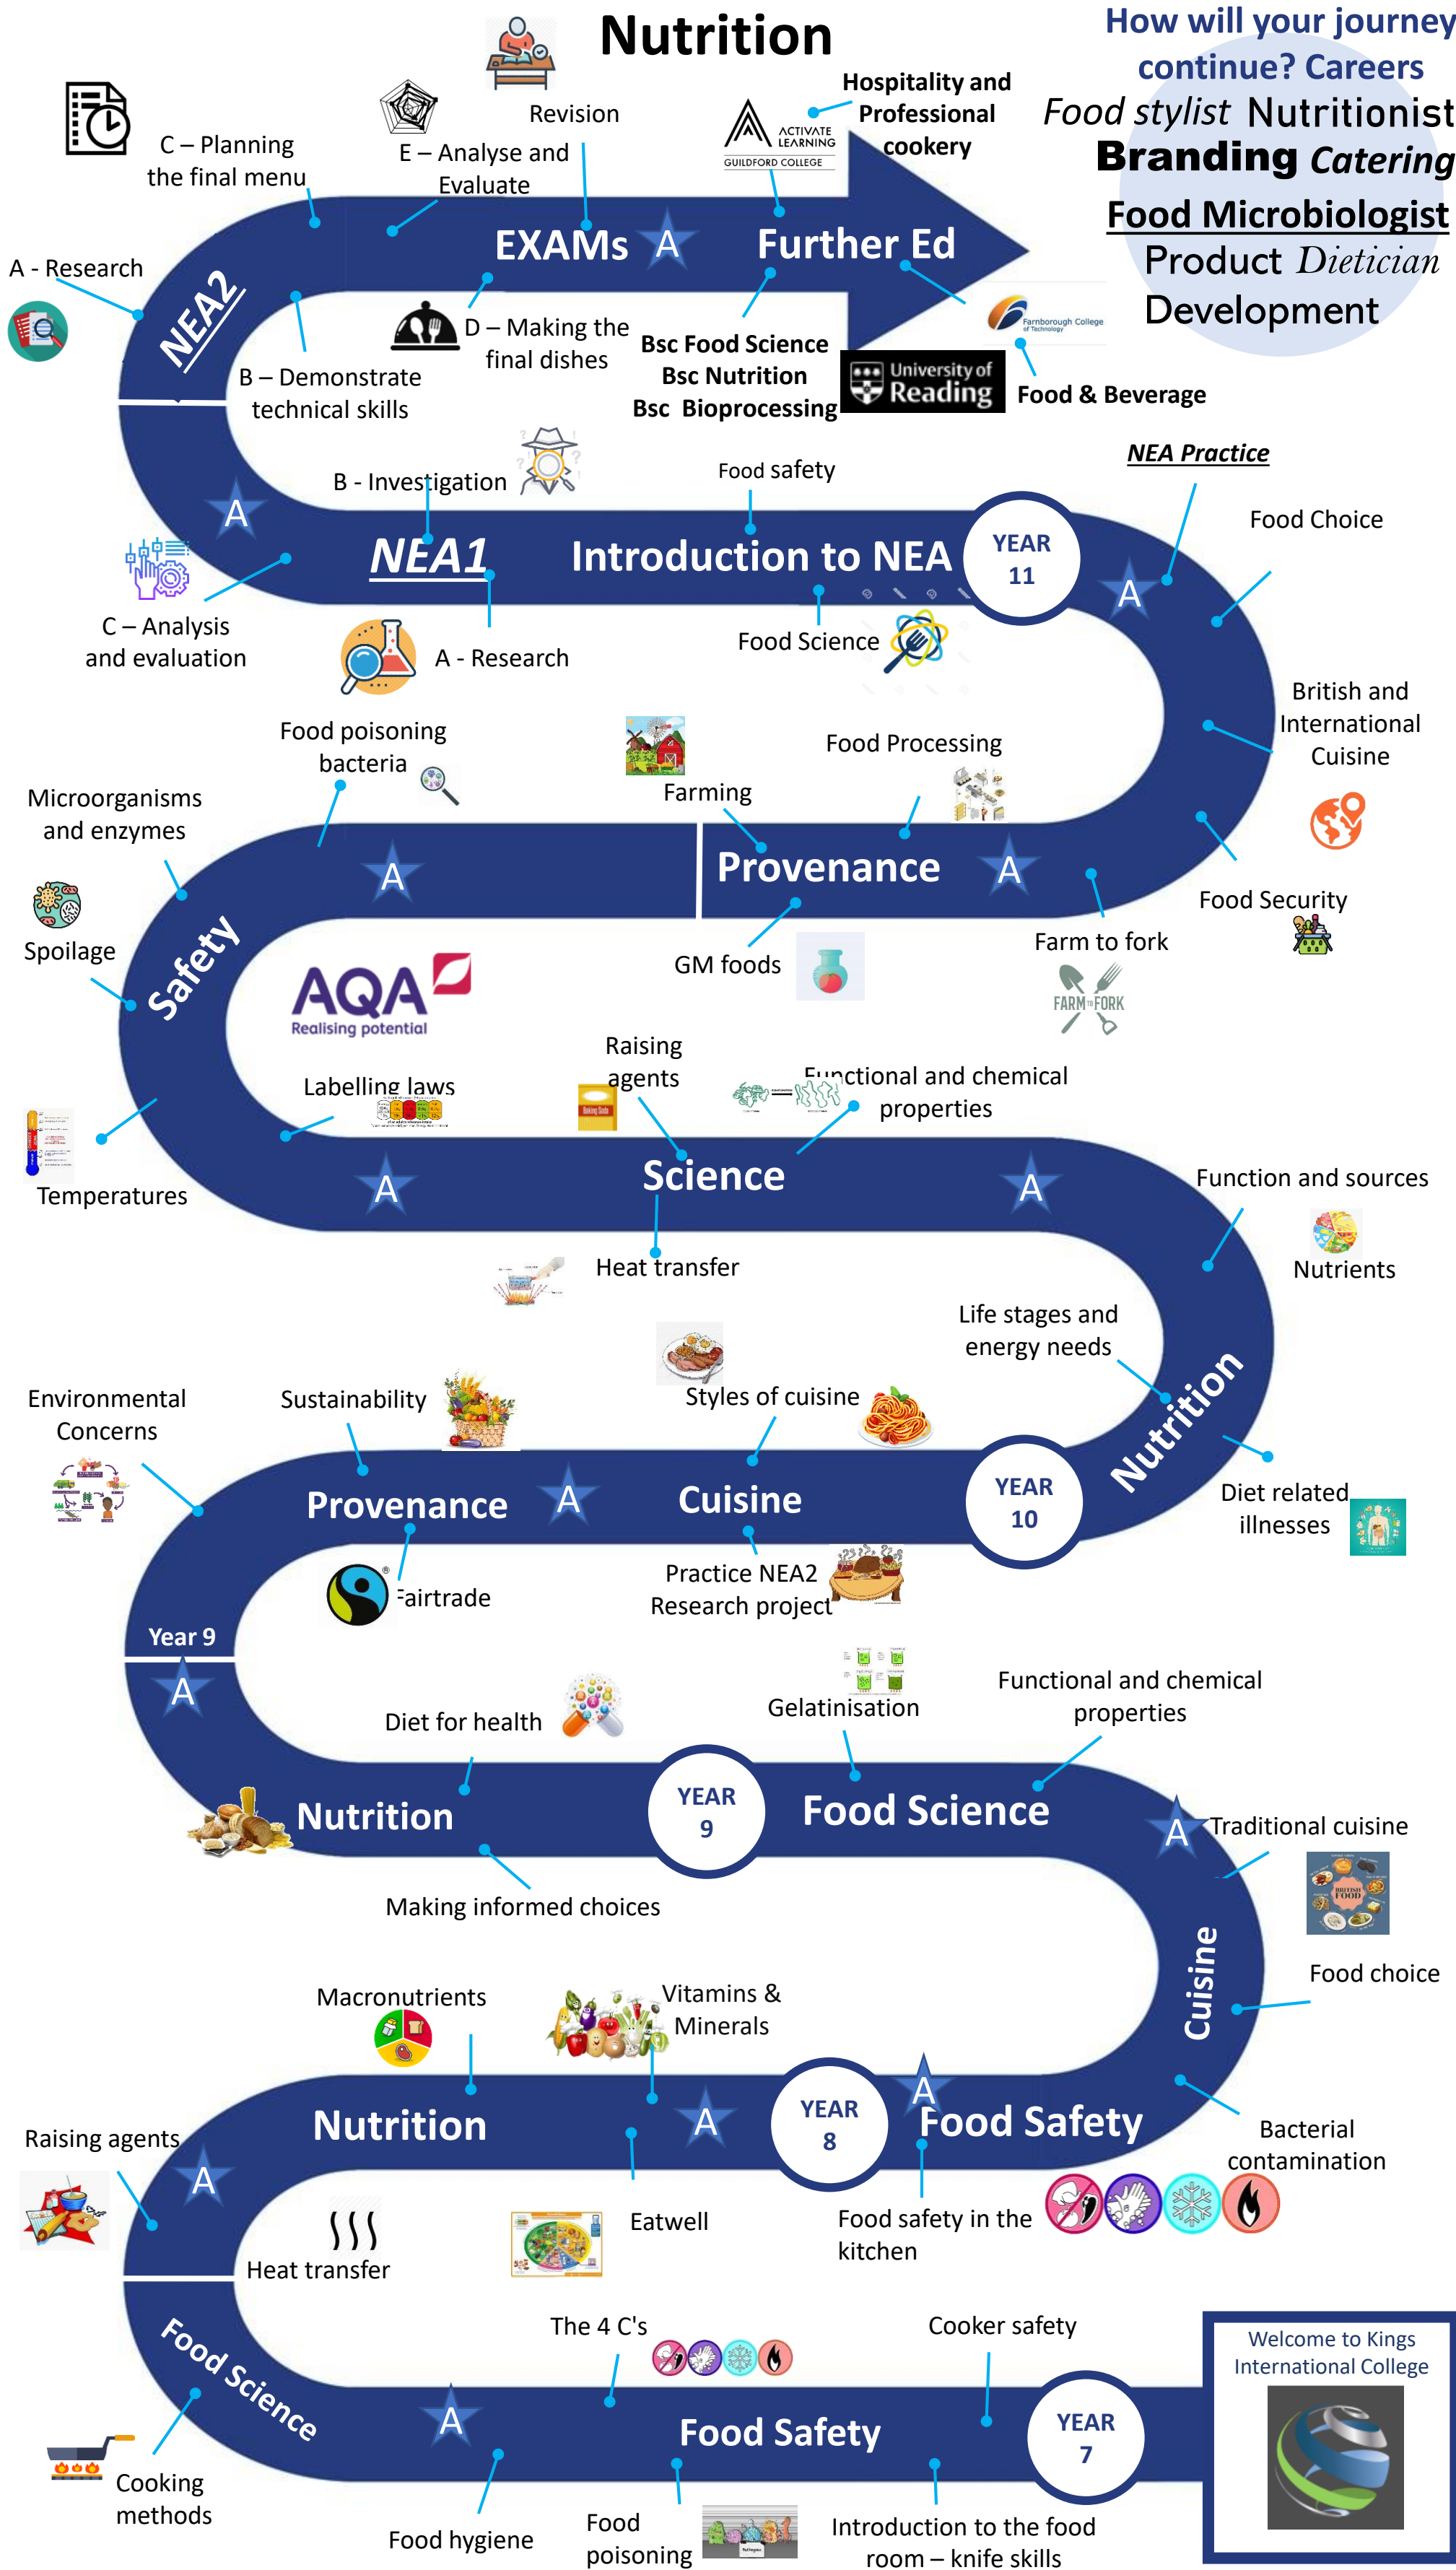 Nutrition
How will your journey
continue? Careers
Food stylist Nutritionist
Branding Catering
Food Microbiologist
Product Dietician
Development
Revision
Hospitality and
Professional
cookery
ACTIVATE
LEARNING
GUILDFORD COLLEGE
C – Planning
the final menu
E – Analyse and
Evaluate
A - Research
NEA2
EXAMs
A
Further Ed
B – Demonstrate
technical skills
D – Making the
final dishes
Bsc Food Science
Bsc Nutrition
Bsc Bioprocessing
University of
Reading
Farnborough College
of Technology
Food & Beverage
NEA Practice
B - Investigation
Food safety
Food Choice
A
NEA1
Introduction to NEA
YEAR
11
A
C – Analysis
and evaluation
A - Research
Food Science
British and
International
Cuisine
Food poisoning
bacteria
Farming
Food Processing
Microorganisms
and enzymes
A
Provenance
A
Food Security
Spoilage
Safety
GM foods
Farm to fork
FARM TO FORK
AQA
Realising potential
Raising
agents
Baking Soda
Functional and chemical
properties
Labelling laws
Temperatures
A
Science
A
Function and sources
Nutrients
Heat transfer
Life stages and
energy needs
Nutrition
Styles of cuisine
Environmental
Concerns
Sustainability
Provenance
A
Cuisine
YEAR
10
Diet related
illnesses
®
Fairtrade
Practice NEA2
Research project
Year 9
A
Diet for health
Gelatinisation
Functional and chemical
properties
Nutrition
YEAR
9
Food Science
A
Traditional cuisine
BRITISH
FOOD
Making informed choices
Cuisine
Food choice
Macronutrients
Vitamins &
Minerals
Nutrition
A
YEAR
8
A
Food Safety
Bacterial
contamination
Raising agents
A
Eatwell
Food safety in the
kitchen
Heat transfer
Food Science
The 4 C's
Cooker safety
Welcome to Kings
International College
A
Food Safety
YEAR
7
Cooking
methods
Food hygiene
Food
poisoning
Introduction to the food
room – knife skills